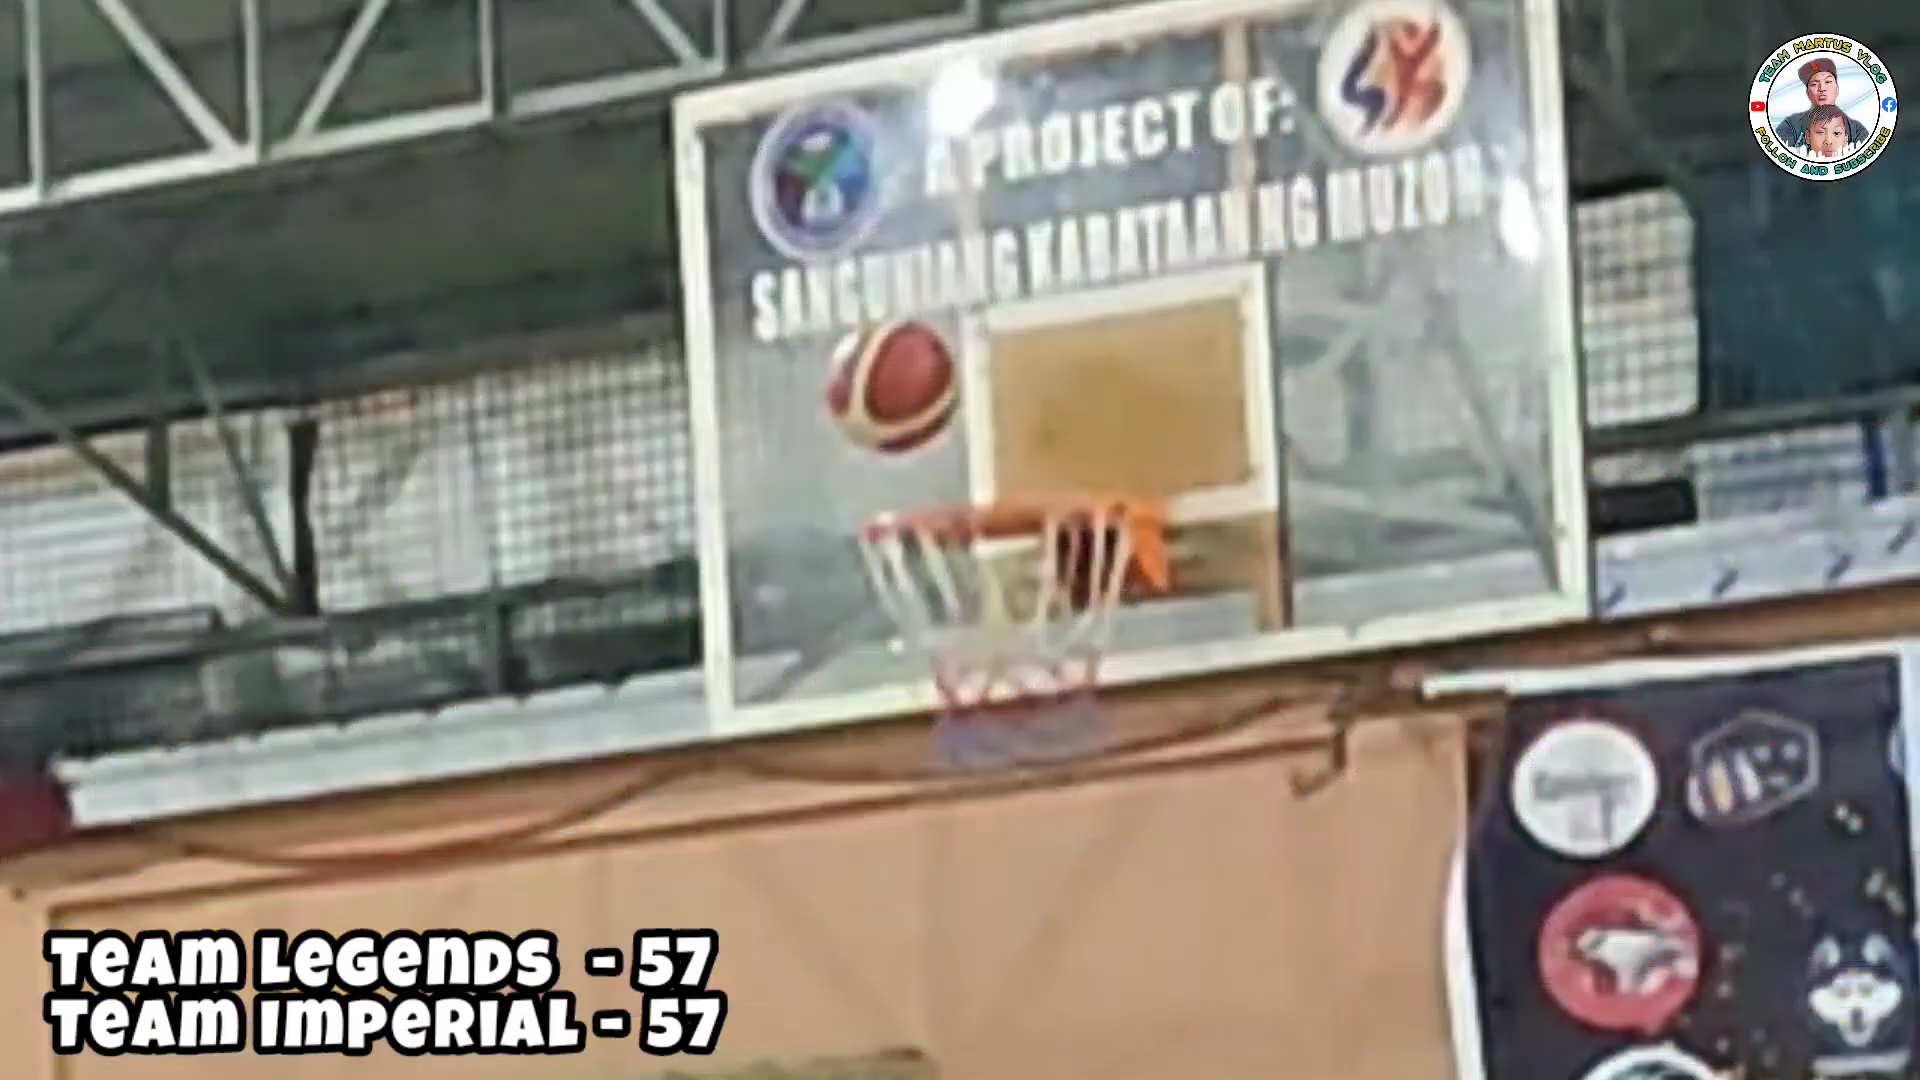 A PROJECT OF:
SANGGUNIANG KABATAAN NG MUZON
TEAM MARTUS VLOG
FOLLOW AND SUBSCRIBE
TEAM LEGENDS - 57
TEAM IMPERIAL - 57